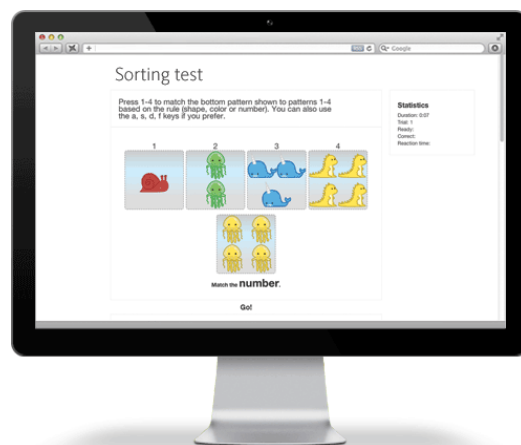 Google
Sorting test
Press 1-4 to match the bottom pattern shown to patterns 1-4
based on the rule (shape, color or number). You can also use
the a, s, d, f keys if you prefer.
Statistics
Duration: 0:07
Trial: 1
Ready:
Correct:
Reaction time:
1 2 3 4
Match the number.
Go!